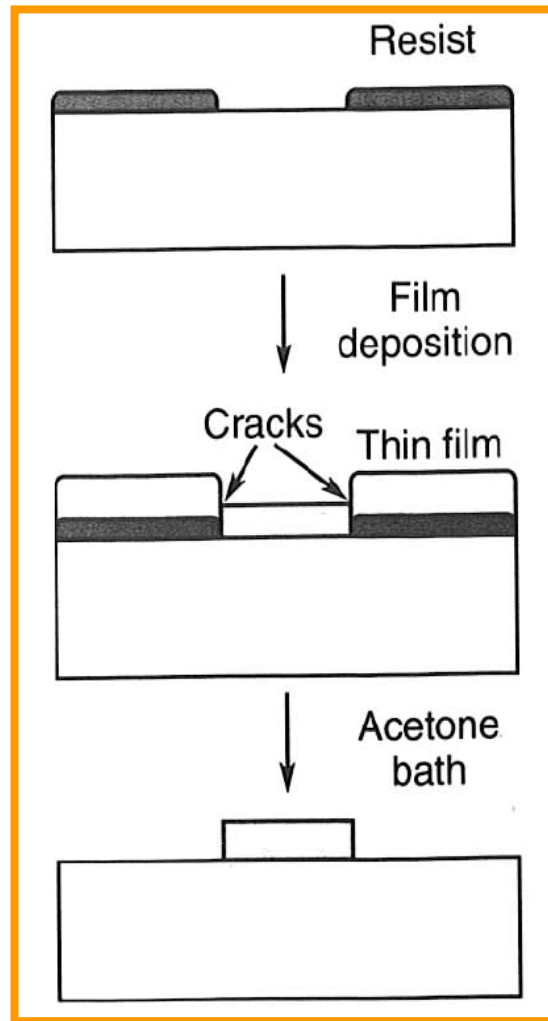 Resist
Film
deposition
Cracks
Thin film
Acetone
bath